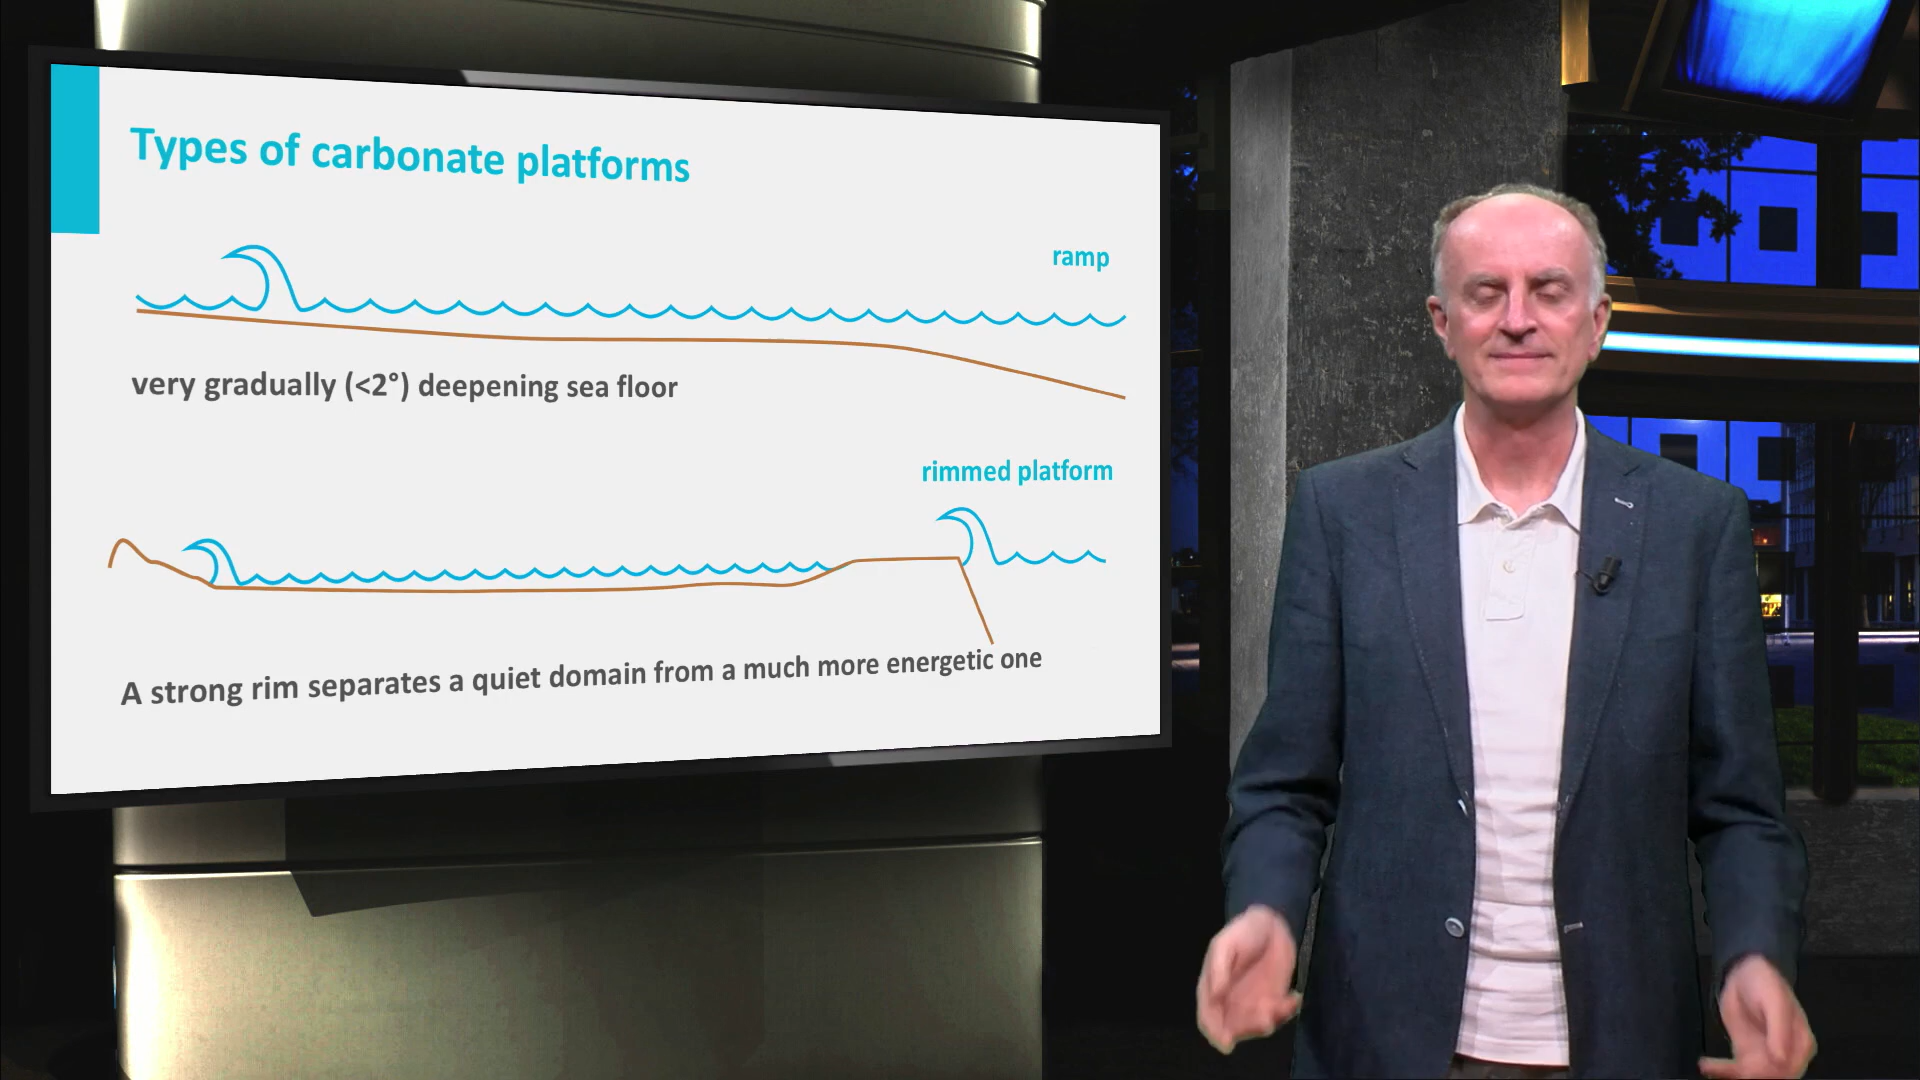 Types of carbonate platforms
ramp
very gradually (<2°) deepening sea floor
rimmed platform
A strong rim separates a quiet domain from a much more energetic one